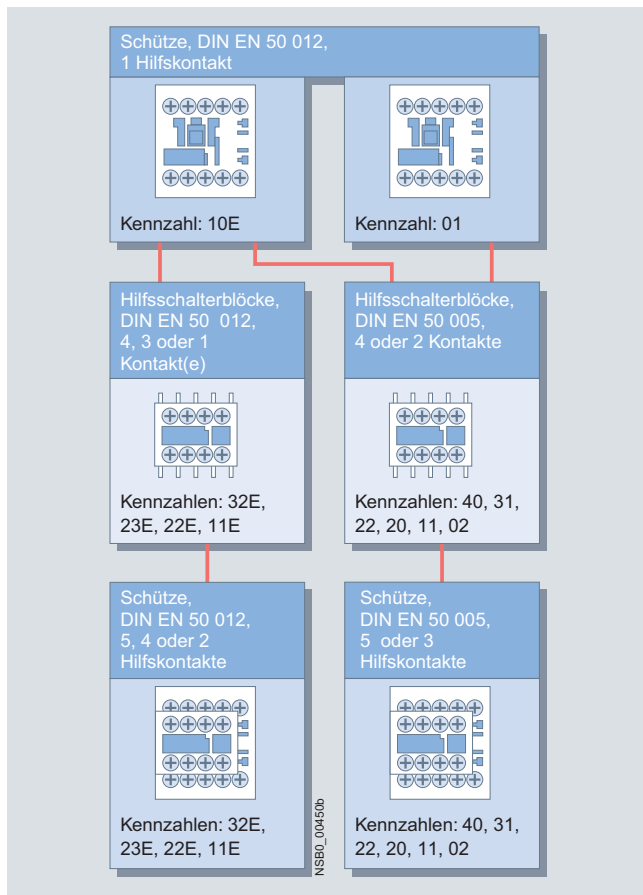 Schütze, DIN EN 50 012,
1 Hilfskontakt
Kennzahl: 10E
Kennzahl: 01
Hilfsschalterblöcke,
DIN EN 50  012,
4, 3 oder 1
Kontakt(e)
Hilfsschalterblöcke,
DIN EN 50 005,
4 oder 2 Kontakte
Kennzahlen: 32E,
23E, 22E, 11E
Kennzahlen: 40, 31,
22, 20, 11, 02
Schütze,
DIN EN 50 012,
5, 4 oder 2
Hilfskontakte
Schütze,
DIN EN 50 005,
5  oder 3
Hilfskontakte
Kennzahlen: 32E,
23E, 22E, 11E
NSB0_00450b
Kennzahlen: 40, 31,
22, 20, 11, 02